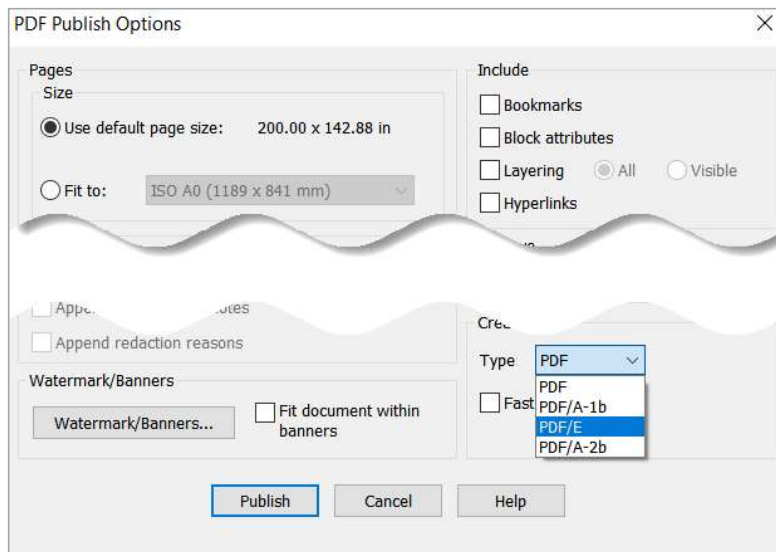 PDF Publish Options
Pages
Size
Use default page size: 200.00 x 142.88 in
Fit to: ISO A0 (1189 x 841 mm)
Include
Bookmarks
Block attributes
Layering All Visible
Hyperlinks
Append redaction reasons
Watermark/Banners
Watermark/Banners... Fit document within
banners
Type PDF
Fast
PDF
PDF/A-1b
PDF/E
PDF/A-2b
Publish Cancel Help